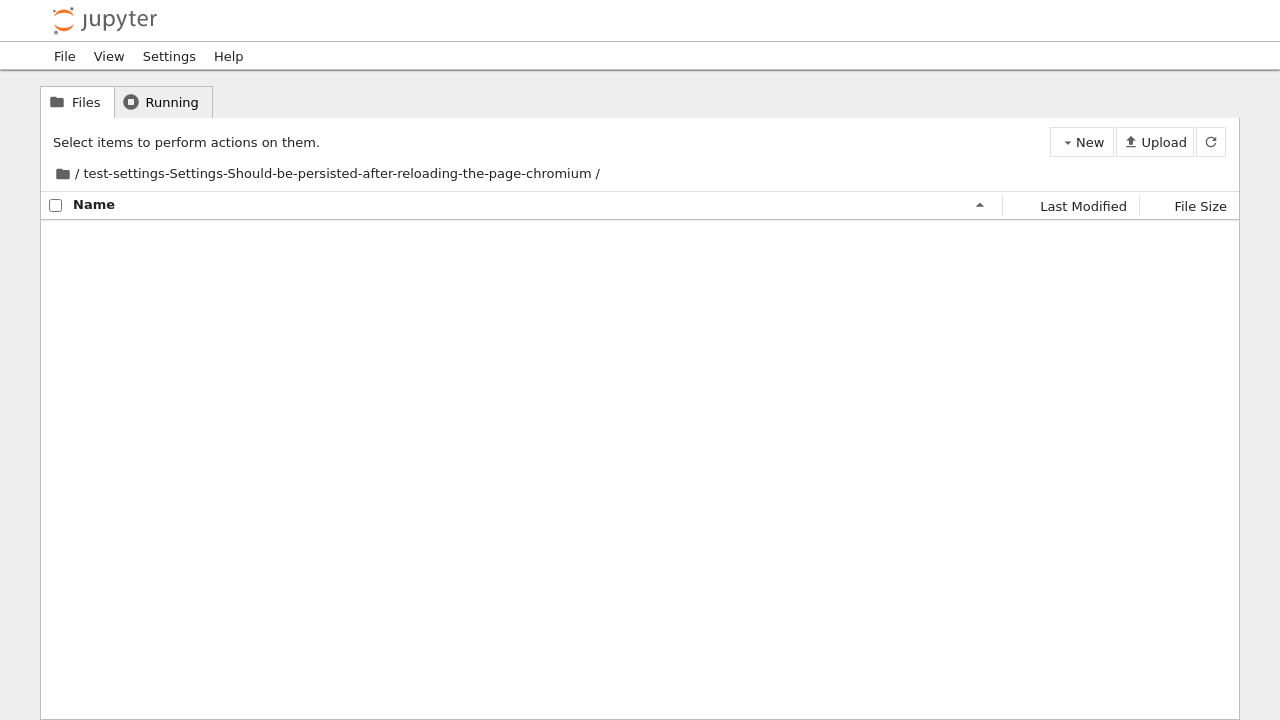 jupyter
File View Settings Help
Files Running
Select items to perform actions on them. New Upload
/ test-settings-Settings-Should-be-persisted-after-reloading-the-page-chromium /
Name Last Modified File Size